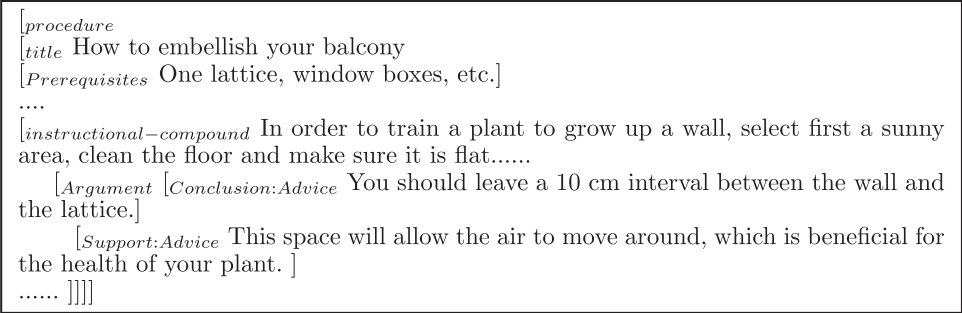 [procedure
[title How to embellish your balcony
[Prerequisites One lattice, window boxes, etc.]
....
[instructional−compound In order to train a plant to grow up a wall, select first a sunny
area, clean the floor and make sure it is flat......
[Argument [Conclusion:Advice You should leave a 10 cm interval between the wall and
the lattice.]
[Support:Advice This space will allow the air to move around, which is beneficial for
the health of your plant. ]
...... ]]]]